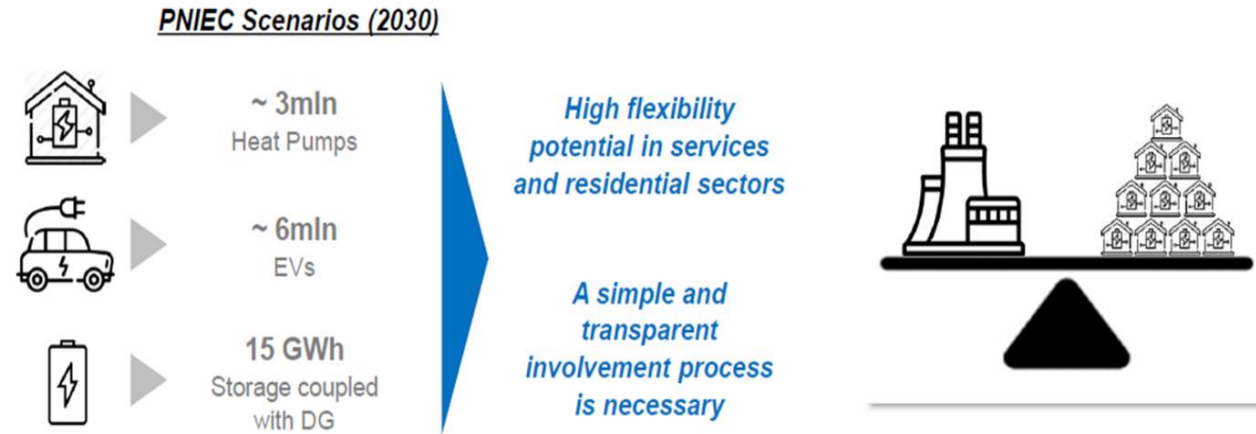 PNIEC Scenarios (2030)
~ 3mln
Heat Pumps
~ 6mln
EVs
15 GWh
Storage coupled
with DG
High flexibility
potential in services
and residential sectors
A simple and
transparent
involvement process
is necessary